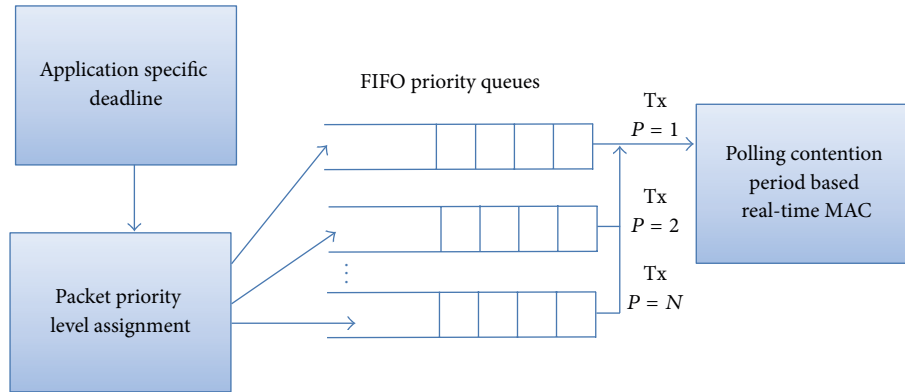 Application specific
deadline
FIFO priority queues
Tx
P = 1
Polling contention
period based
real-time MAC
Tx
P = 2
Packet priority
level assignment
⋮
Tx
P = N